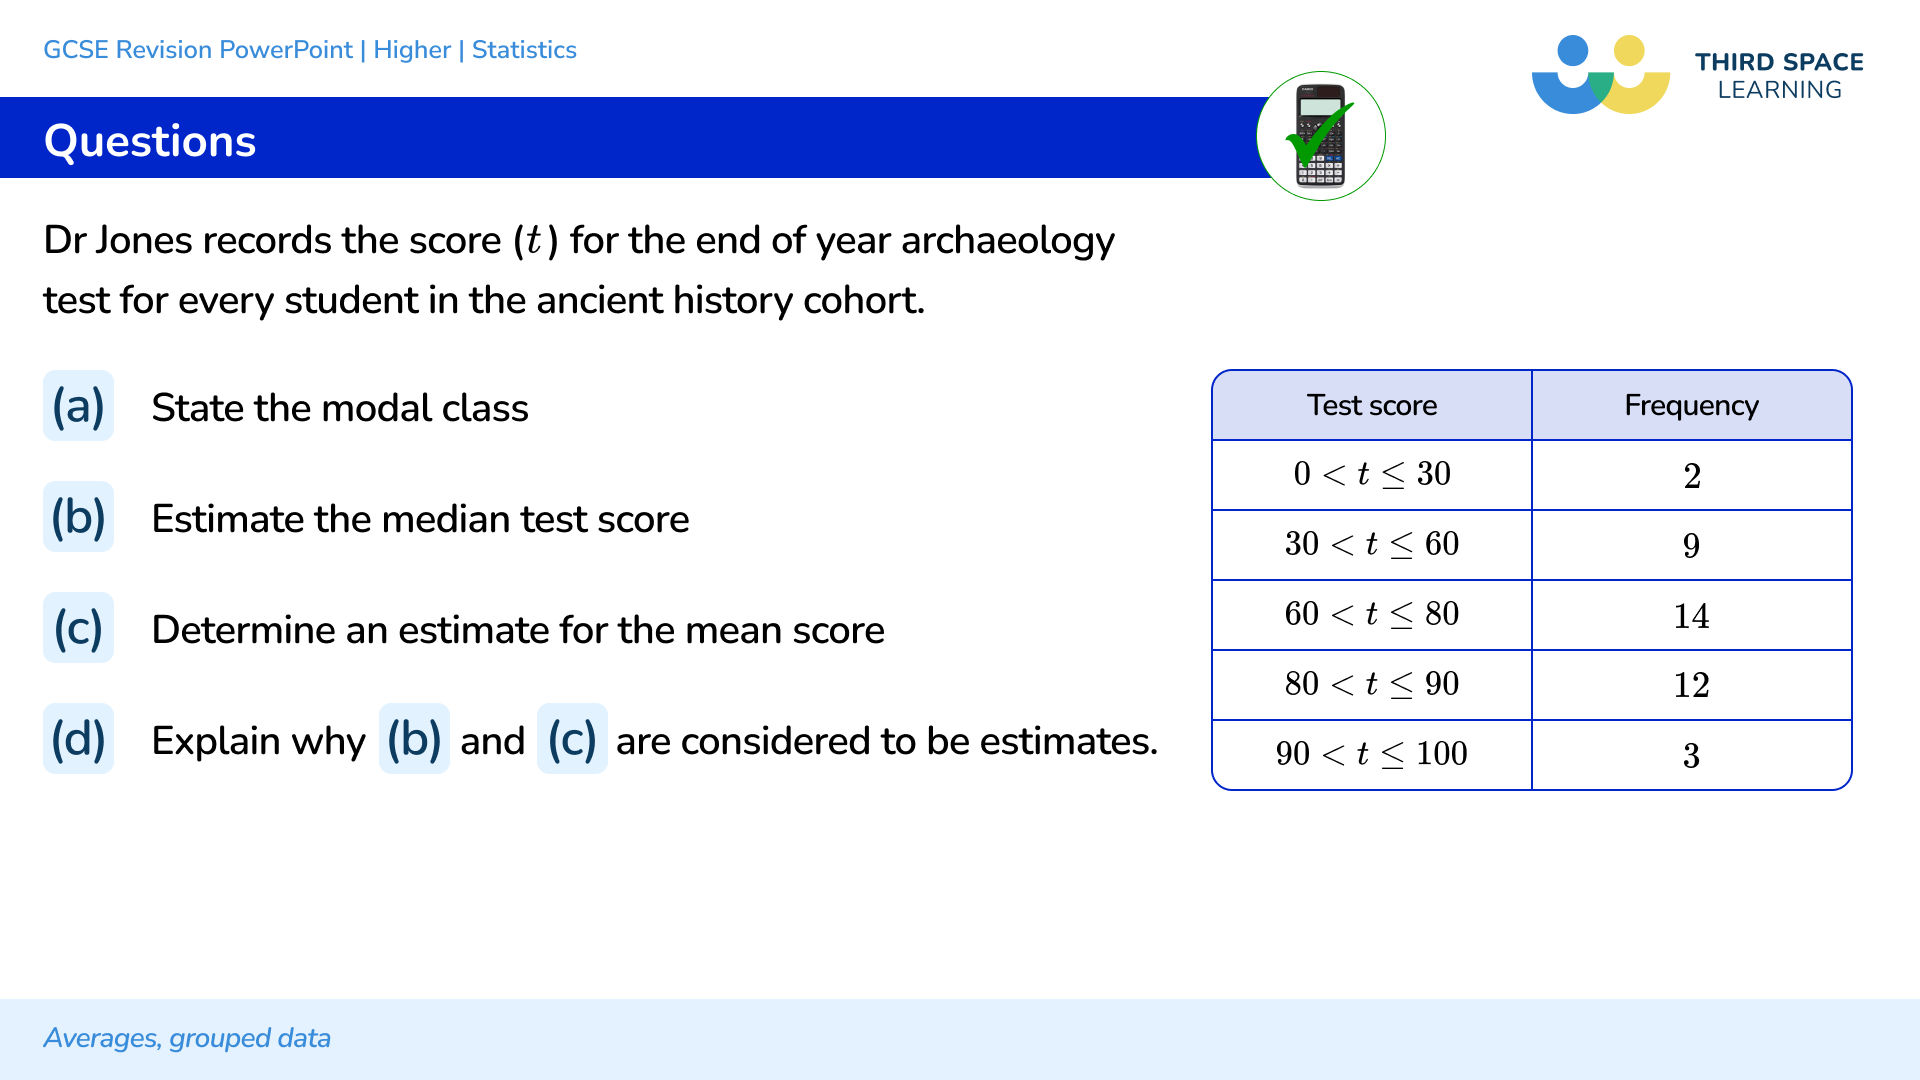 GCSE Revision PowerPoint | Higher | Statistics
THIRD SPACE
LEARNING
Questions
Dr Jones records the score (t) for the end of year archaeology
test for every student in the ancient history cohort.
(a) State the modal class
(b) Estimate the median test score
(c) Determine an estimate for the mean score
(d) Explain why (b) and (c) are considered to be estimates.
Test score Frequency
0 < t ≤ 30 2
30 < t ≤ 60 9
60 < t ≤ 80 14
80 < t ≤ 90 12
90 < t ≤ 100 3
Averages, grouped data